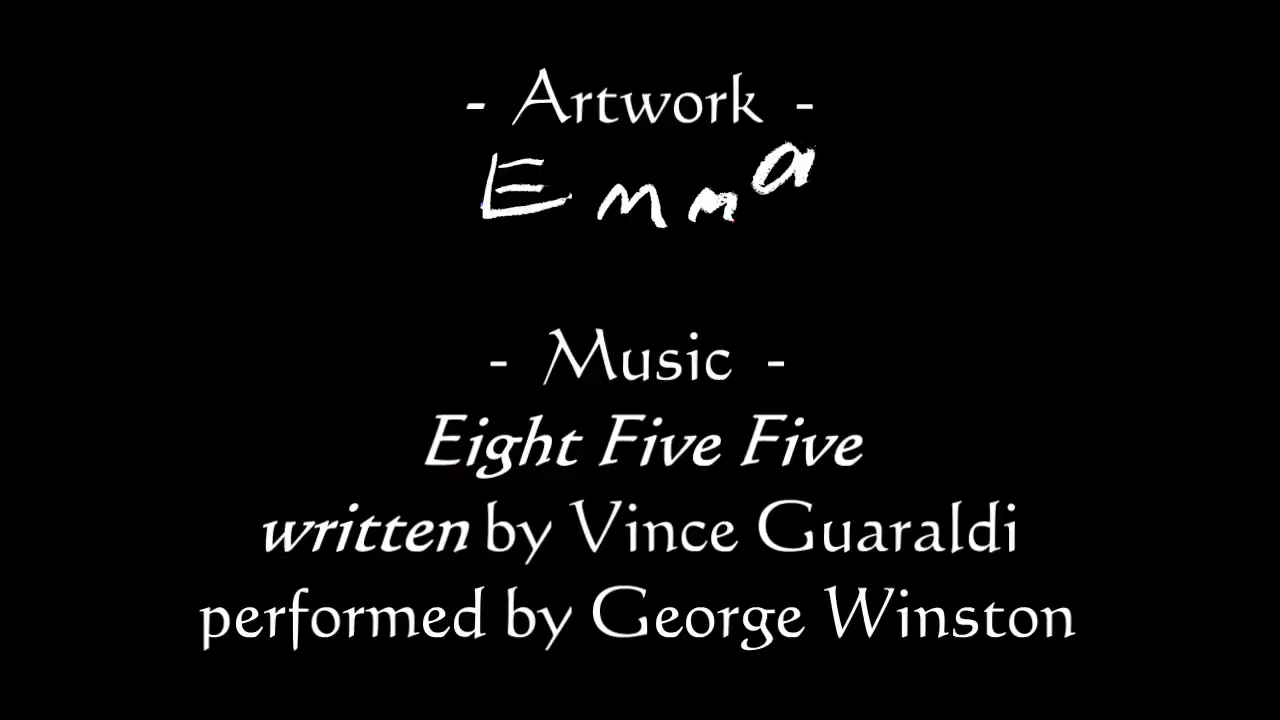 - Artwork -
Emma
- Music -
Eight Five Five
written by Vince Guaraldi
performed by George Winston